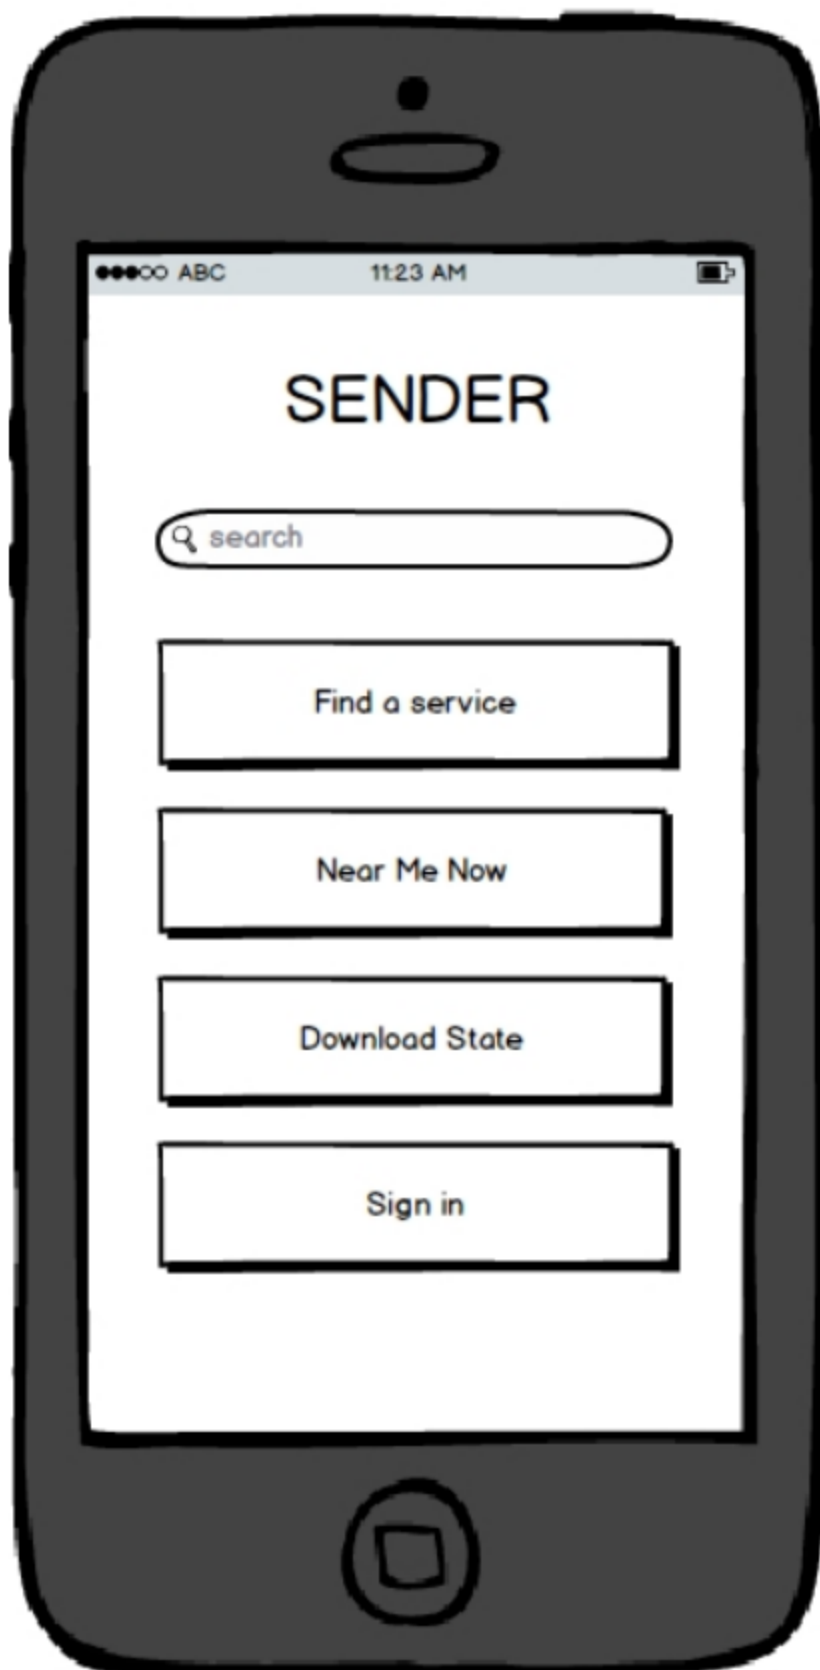 ABC 11:23 AM
SENDER
search
Find a service
Near Me Now
Download State
Sign in